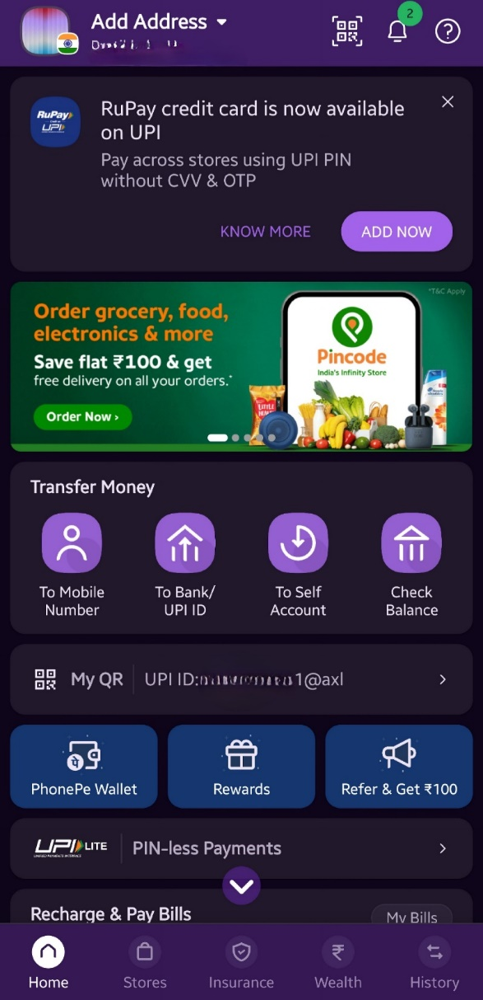 Add Address
2
RuPay
UPI
RuPay credit card is now available
on UPI
Pay across stores using UPI PIN
without CVV & OTP
KNOW MORE
ADD NOW
*T&C Apply
Order grocery, food,
electronics & more
Save flat ₹100 & get
free delivery on all your orders.*
Order Now ›
Pincode
India's Infinity Store
Transfer Money
To Mobile
Number
To Bank/
UPI ID
To Self
Account
Check
Balance
My QR
UPI ID:
1@axl
पे
PhonePe Wallet
Rewards
Refer & Get ₹100
UPI LITE
UNIFIED PAYMENTS INTERFACE
PIN-less Payments
Recharge & Pay Bills
My Bills
Home
Stores
Insurance
Wealth
History